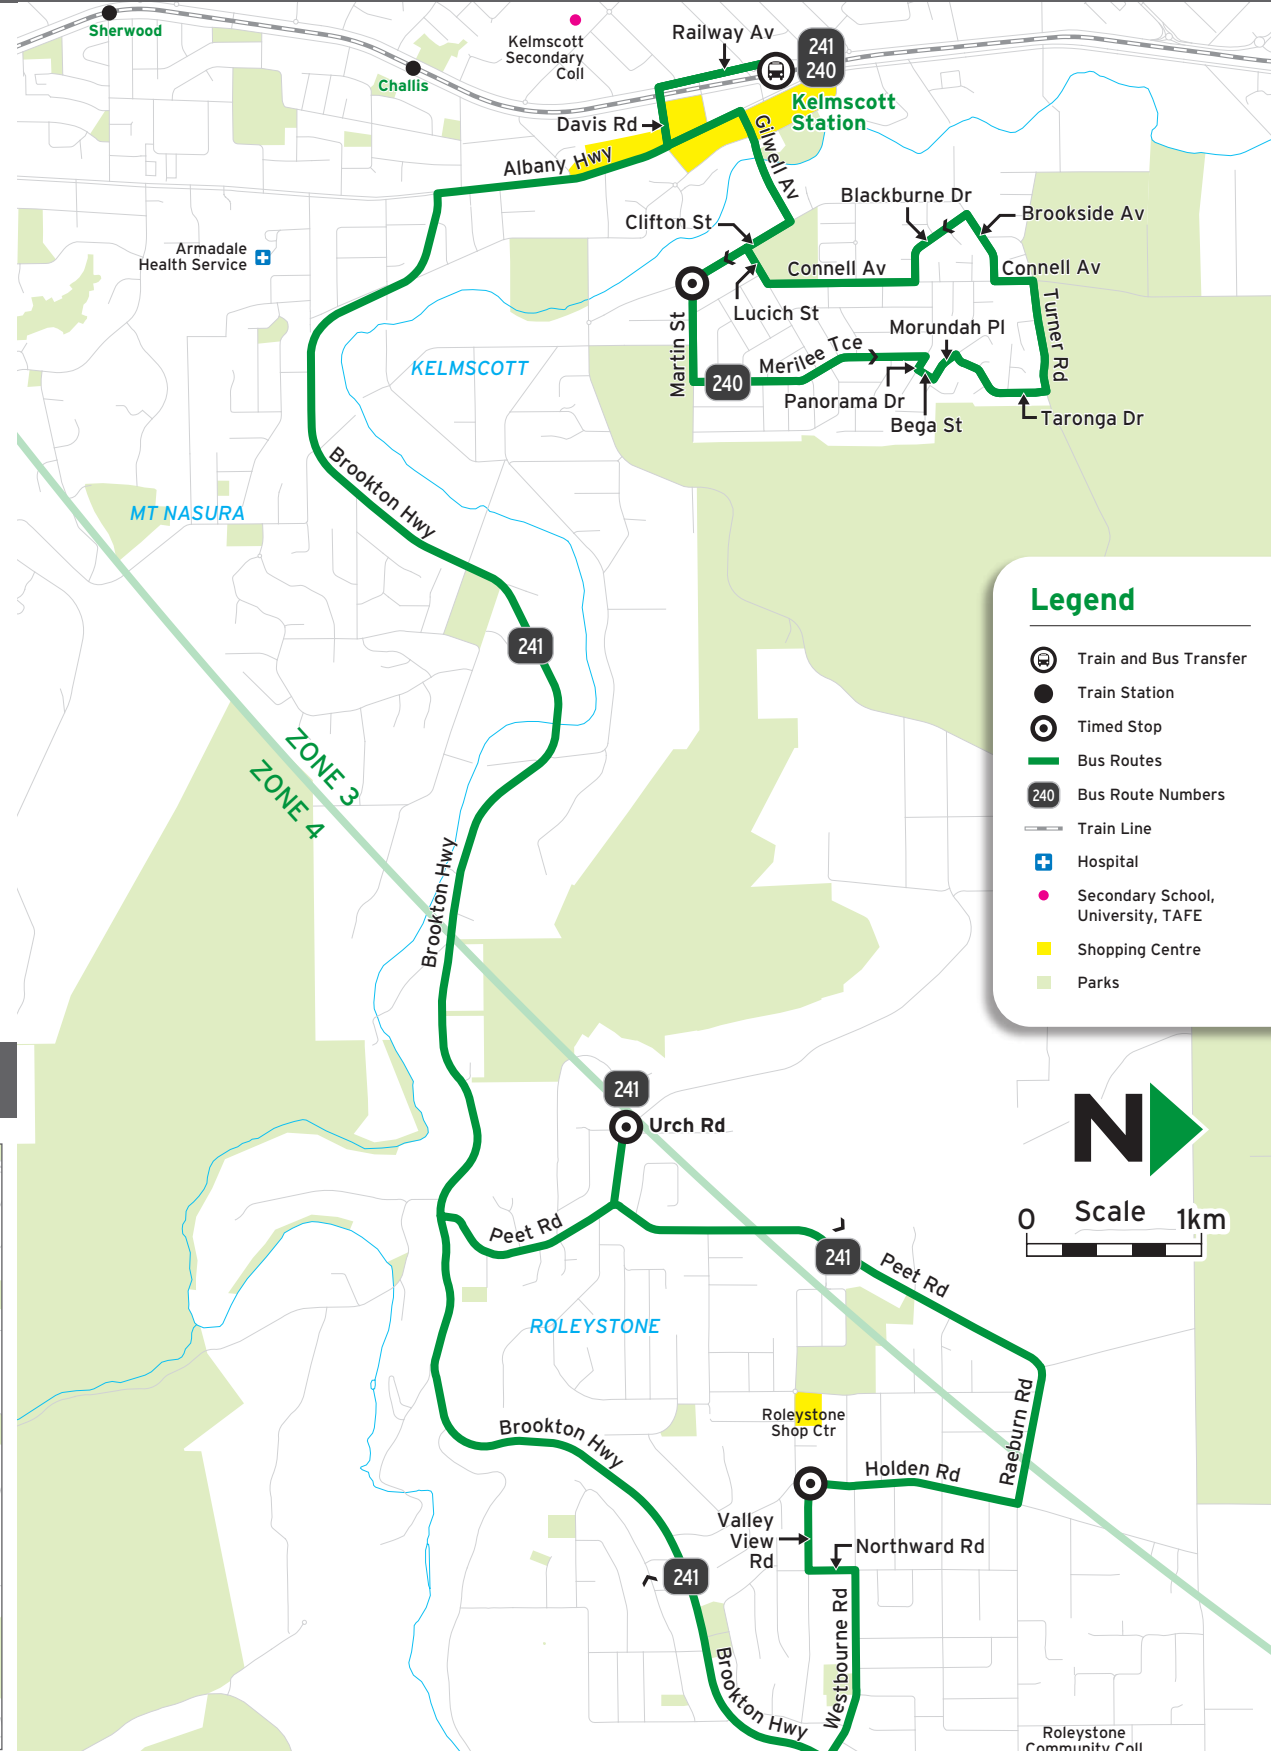 Sherwood
Challis
Kelmscott
Secondary
Coll
Railway Av
241
240
Kelmscott
Station
Davis Rd
Albany Hwy
Gilwell Av
Armadale
Health Service
Clifton St
Blackburne Dr
Brookside Av
Connell Av
Connell Av
Lucich St
Turner Rd
Martin St
Morundah Pl
Merilee Tce
240
Panorama Dr
Bega St
Taronga Dr
KELMSCOTT
MT NASURA
Brookton Hwy
241
ZONE 3
ZONE 4
Brookton Hwy
Legend
Train and Bus Transfer
Train Station
Timed Stop
Bus Routes
240
Bus Route Numbers
Train Line
Hospital
Secondary School,
University, TAFE
Shopping Centre
Parks
N
Scale
0
1km
241
Urch Rd
Peet Rd
241
Peet Rd
ROLEYSTONE
Raeburn Rd
Roleystone
Shop Ctr
Brookton Hwy
Holden Rd
Valley
View
Rd
Northward Rd
241
Westbourne Rd
Brookton Hwy
Roleystone
Community Coll